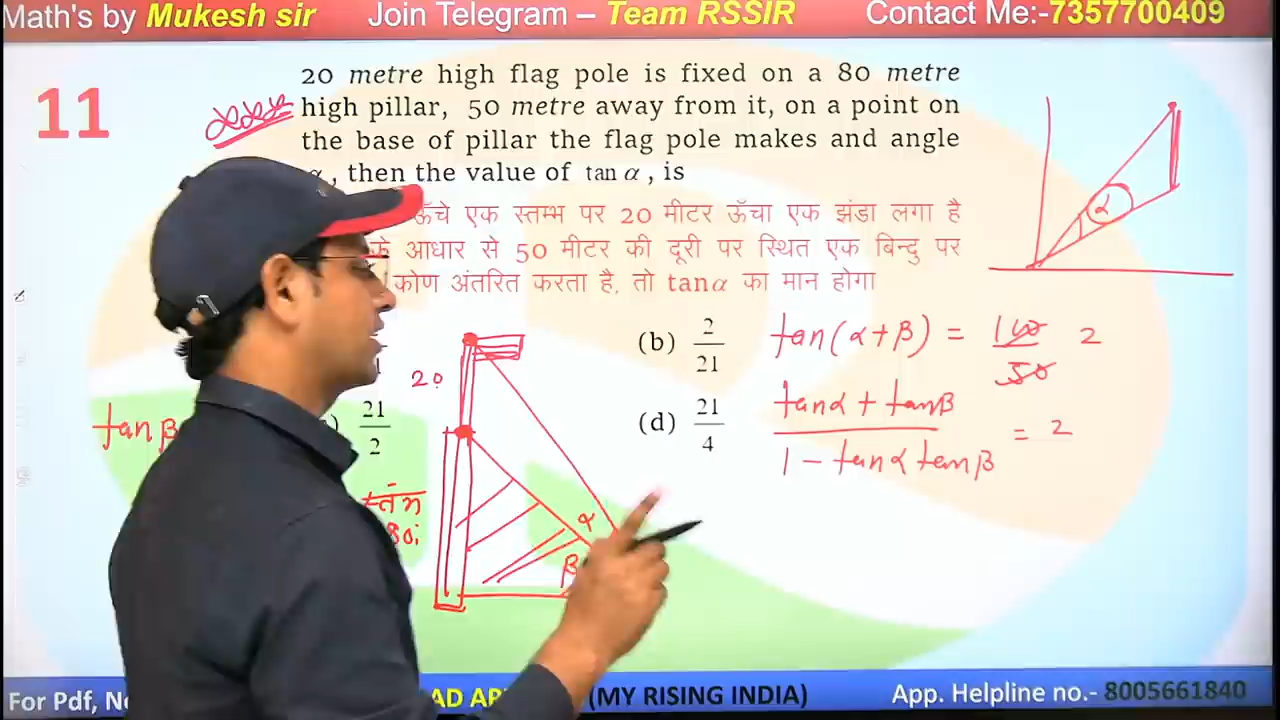 Math's by Mukesh sir Join Telegram – Team RSSIR Contact Me:-7357700409
11
20 metre high flag pole is fixed on a 80 metre
high pillar, 50 metre away from it, on a point on
the base of pillar the flag pole makes and angle
α, then the value of tan α, is
ऊँचे एक स्तम्भ पर 20 मीटर ऊँचा एक झंडा लगा है
के आधार से 50 मीटर की दूरी पर स्थित एक बिन्दु पर
कोण अंतरित करता है, तो tanα का मान होगा
α
(b) 2/21
tan(α+β) = 100/50 2
20
tan β
21/2
(d) 21/4
tanα + tanβ / 1 - tanα tanβ = 2
स्तंभ
80
α
β
For Pdf, (MY RISING INDIA) App. Helpline no.- 8005661840